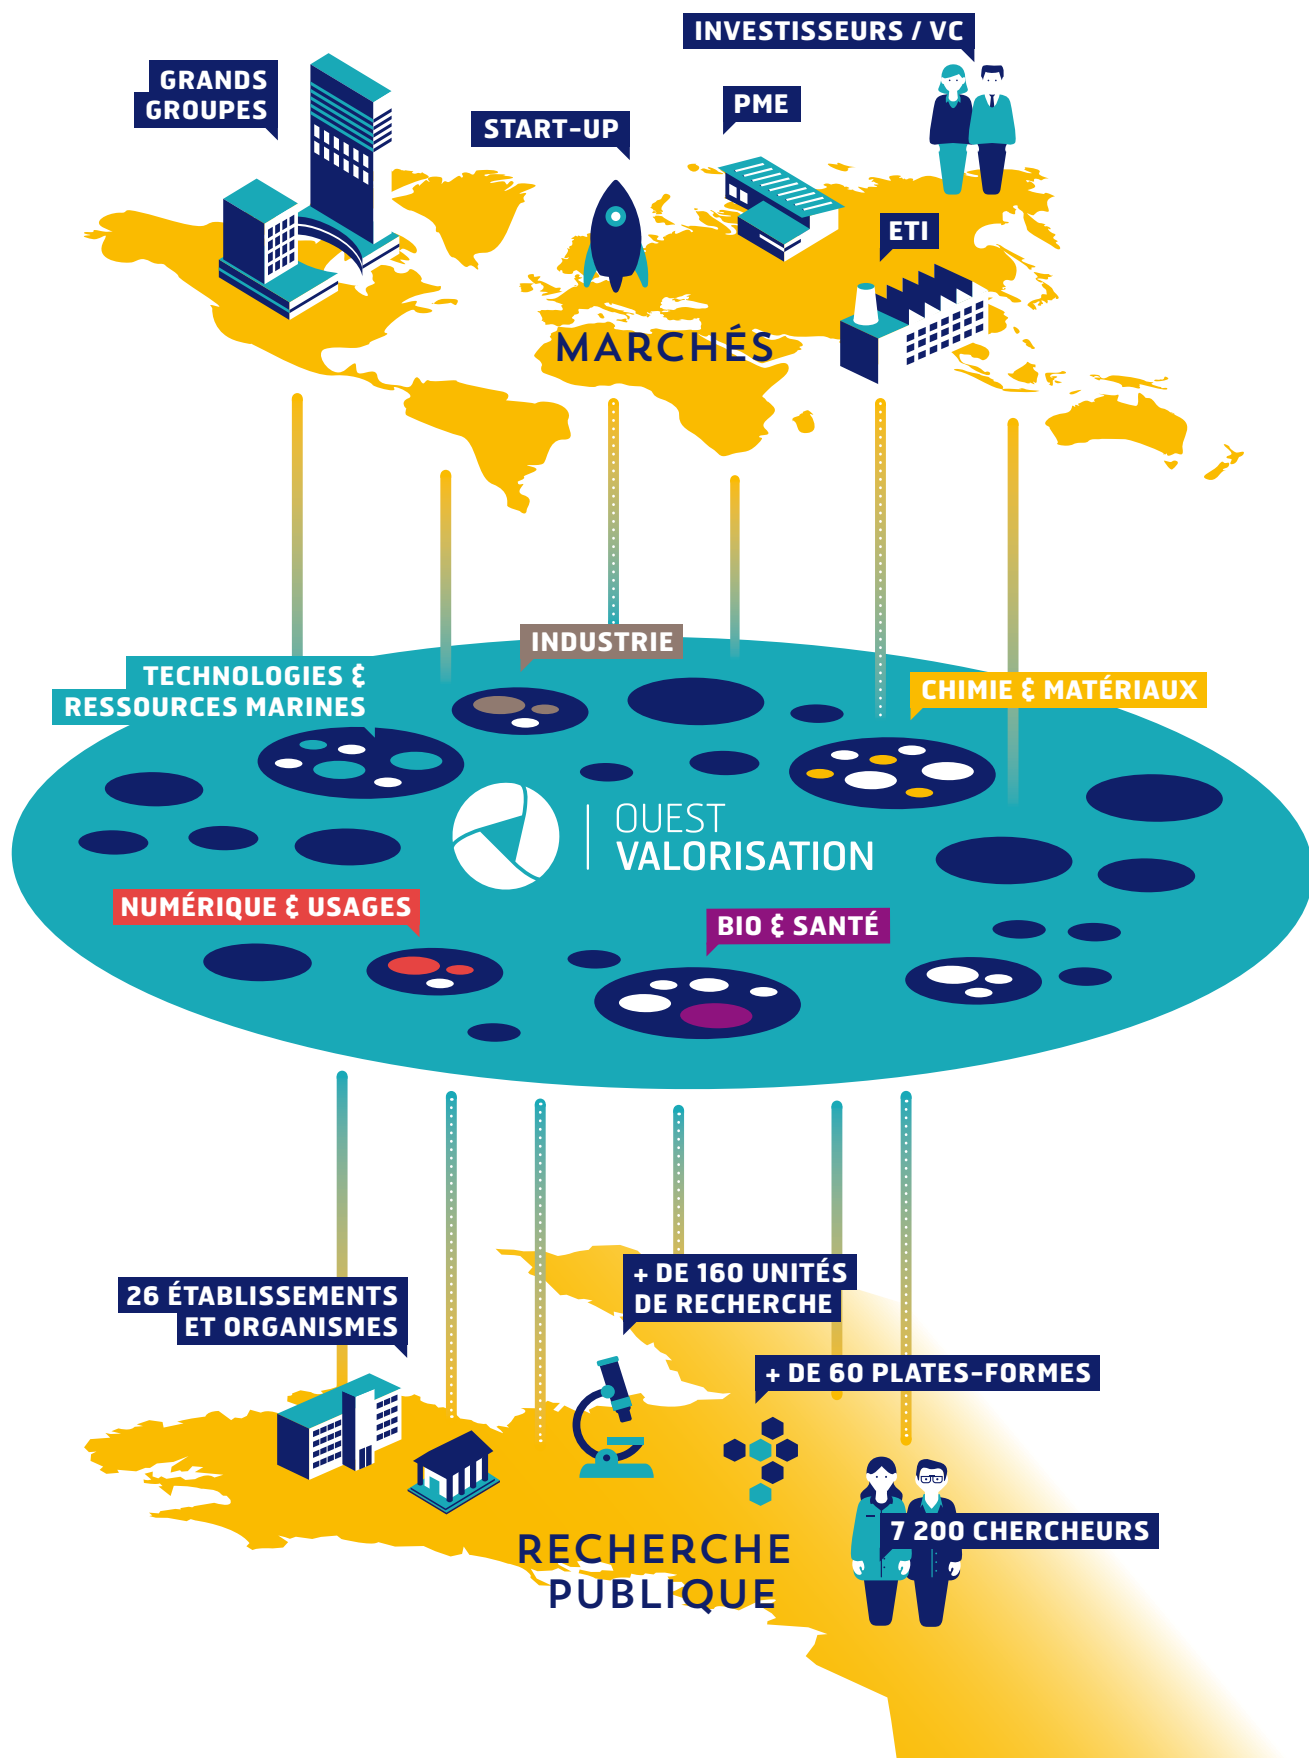 INVESTISSEURS / VC
GRANDS
GROUPES
PME
START-UP
ETI
MARCHÉS
INDUSTRIE
TECHNOLOGIES &
RESSOURCES MARINES
CHIMIE & MATÉRIAUX
OUEST
VALORISATION
NUMÉRIQUE & USAGES
BIO & SANTÉ
+ DE 160 UNITÉS
DE RECHERCHE
26 ÉTABLISSEMENTS
ET ORGANISMES
+ DE 60 PLATES-FORMES
7 200 CHERCHEURS
RECHERCHE
PUBLIQUE